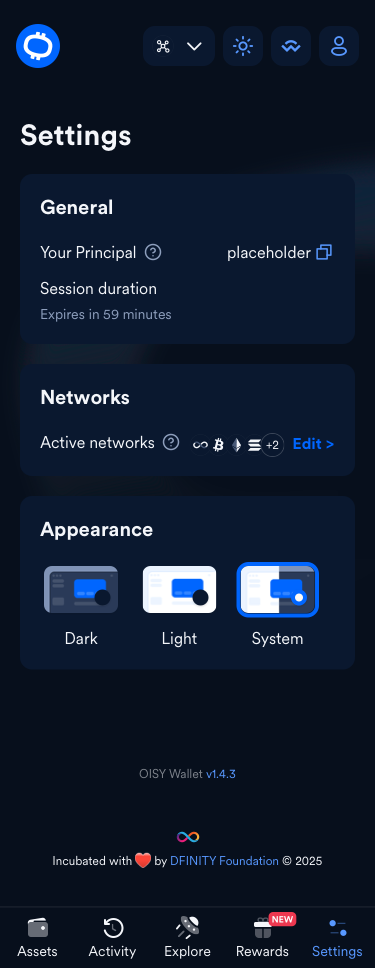 Settings
General
Your Principal placeholder
Session duration
Expires in 59 minutes
Networks
Active networks +2 Edit >
Appearance
Dark Light System
OISY Wallet v1.4.3
Incubated with ❤️ by DFINITY Foundation © 2025
NEW
Assets Activity Explore Rewards Settings